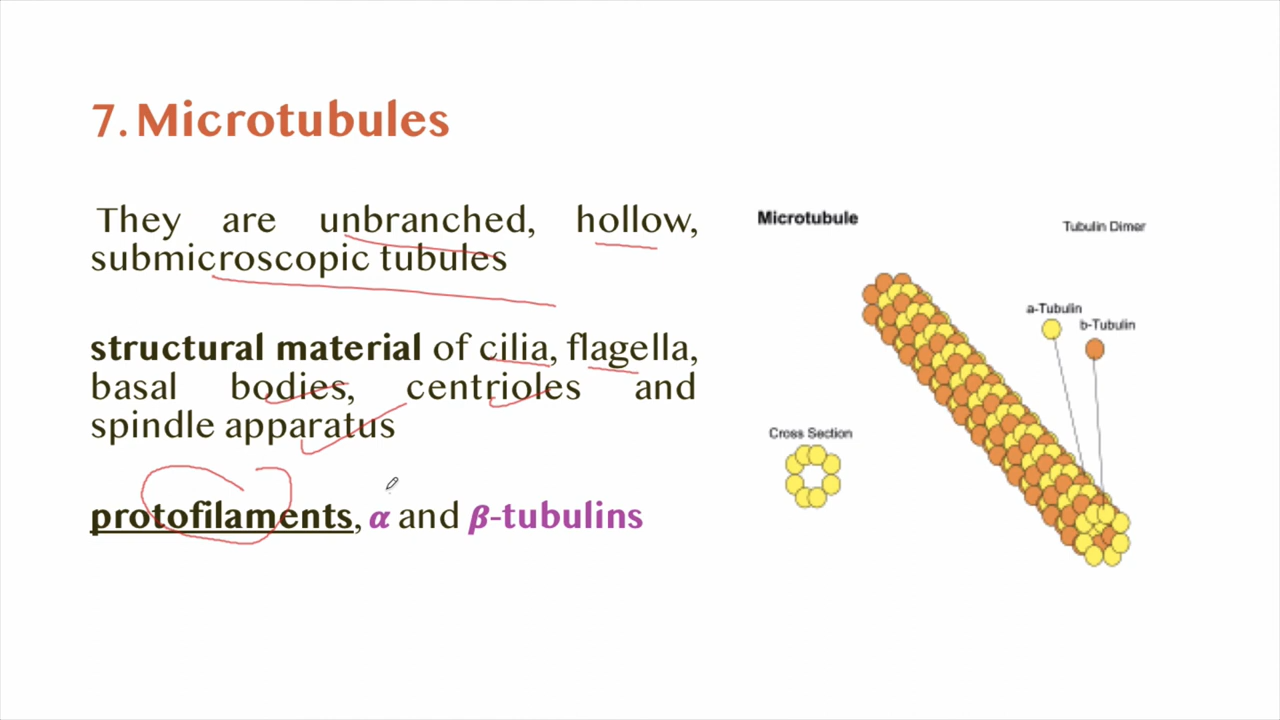 7. Microtubules
They are unbranched, hollow,
submicroscopic tubules
structural material of cilia, flagella,
basal bodies, centrioles and
spindle apparatus
protofilaments, α and β-tubulins
Microtubule
Tubulin Dimer
a-Tubulin
b-Tubulin
Cross Section